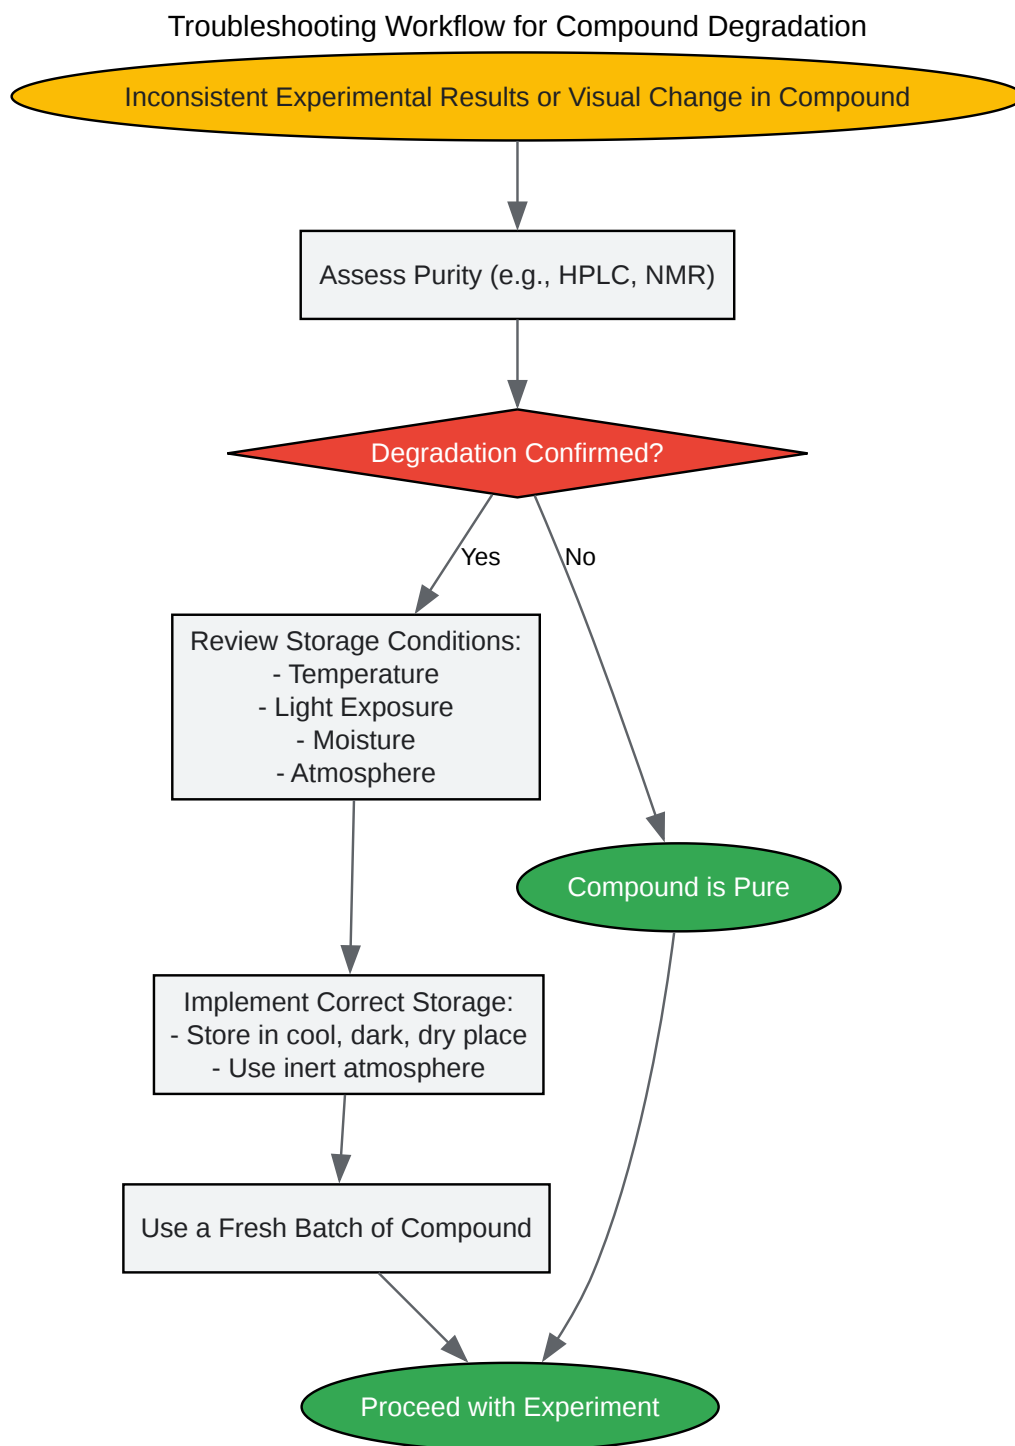 Troubleshooting Workflow for Compound Degradation
Inconsistent Experimental Results or Visual Change in Compound
Assess Purity (e.g., HPLC, NMR)
Degradation Confirmed?
Yes
No
Review Storage Conditions:
- Temperature
- Light Exposure
- Moisture
- Atmosphere
Compound is Pure
Implement Correct Storage:
- Store in cool, dark, dry place
- Use inert atmosphere
Use a Fresh Batch of Compound
Proceed with Experiment